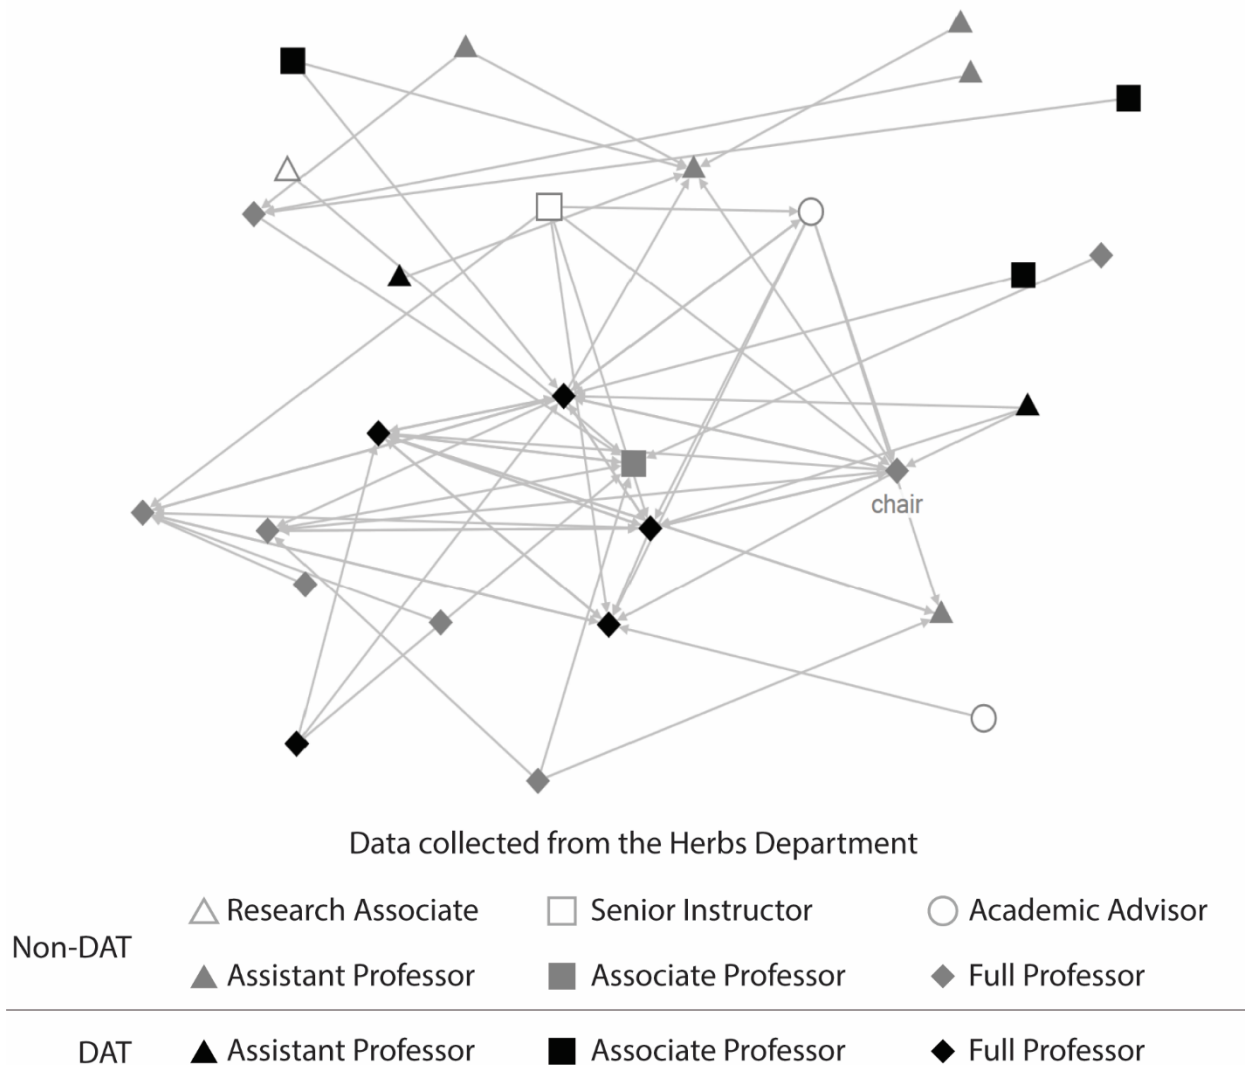 chair
Data collected from the Herbs Department
Research Associate Senior Instructor Academic Advisor
Non-DAT
Assistant Professor Associate Professor Full Professor
DAT Assistant Professor Associate Professor Full Professor